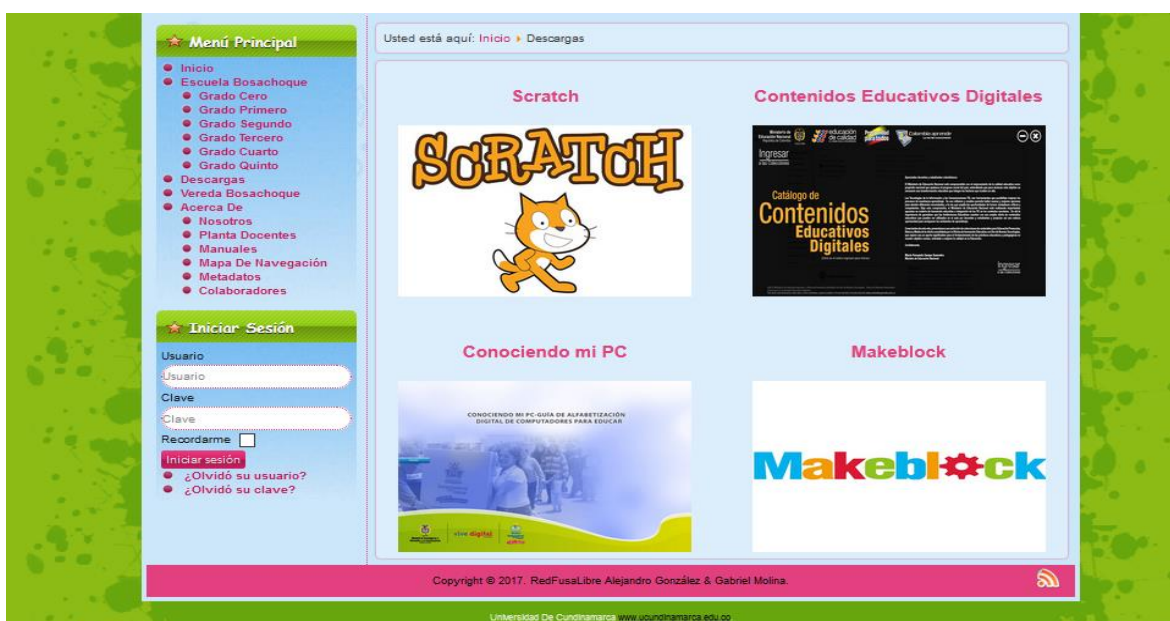 Menú Principal
Inicio
Escuela Bosachoque
Grado Cero
Grado Primero
Grado Segundo
Grado Tercero
Grado Cuarto
Grado Quinto
Descargas
Vereda Bosachoque
Acerca De
Nosotros
Planta Docentes
Manuales
Mapa De Navegación
Metadatos
Colaboradores
Iniciar Sesión
Usuario
Usuario
Clave
Clave
Recordarme
Iniciar sesión
¿Olvidó su usuario?
¿Olvidó su clave?
Usted está aquí: Inicio Descargas
Scratch
SCRATCH
Contenidos Educativos Digitales
educación de calidad
Colombia aprende
Ingresar
Catálogo de
Contenidos
Educativos
Digitales
Ingresar
Conociendo mi PC
CONOCIENDO MI PC-GUÍA DE ALFABETIZACIÓN
DIGITAL DE COMPUTADORES PARA EDUCAR
vive digital
Makeblock
Makeblock
Copyright © 2017. RedFusaLibre Alejandro González & Gabriel Molina.
Universidad De Cundinamarca www.ucundinamarca.edu.co